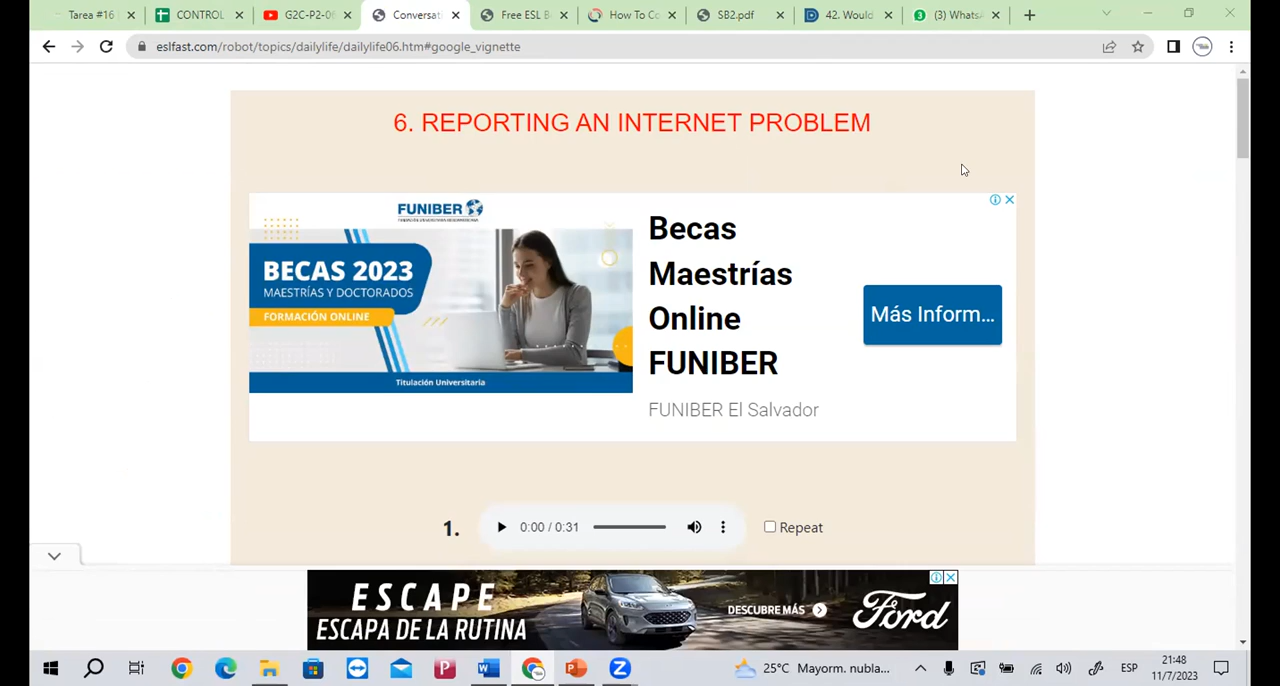 Tarea #16
CONTROL
G2C-P2-06
Conversati
Free ESL B
How To Co
SB2.pdf
42. Would
(3) WhatsA
eslfast.com/robot/topics/dailylife/dailylife06.htm#google_vignette
6. REPORTING AN INTERNET PROBLEM
FUNIBER
BECAS 2023
MAESTRÍAS Y DOCTORADOS
FORMACIÓN ONLINE
Titulación Universitaria
Becas
Maestrías
Online
FUNIBER
FUNIBER El Salvador
Más Inform...
1.
0:00 / 0:31
Repeat
ESCAPE
ESCAPA DE LA RUTINA
DESCUBRE MÁS
Ford
25°C Mayorm. nubla...
ESP
21:48
11/7/2023